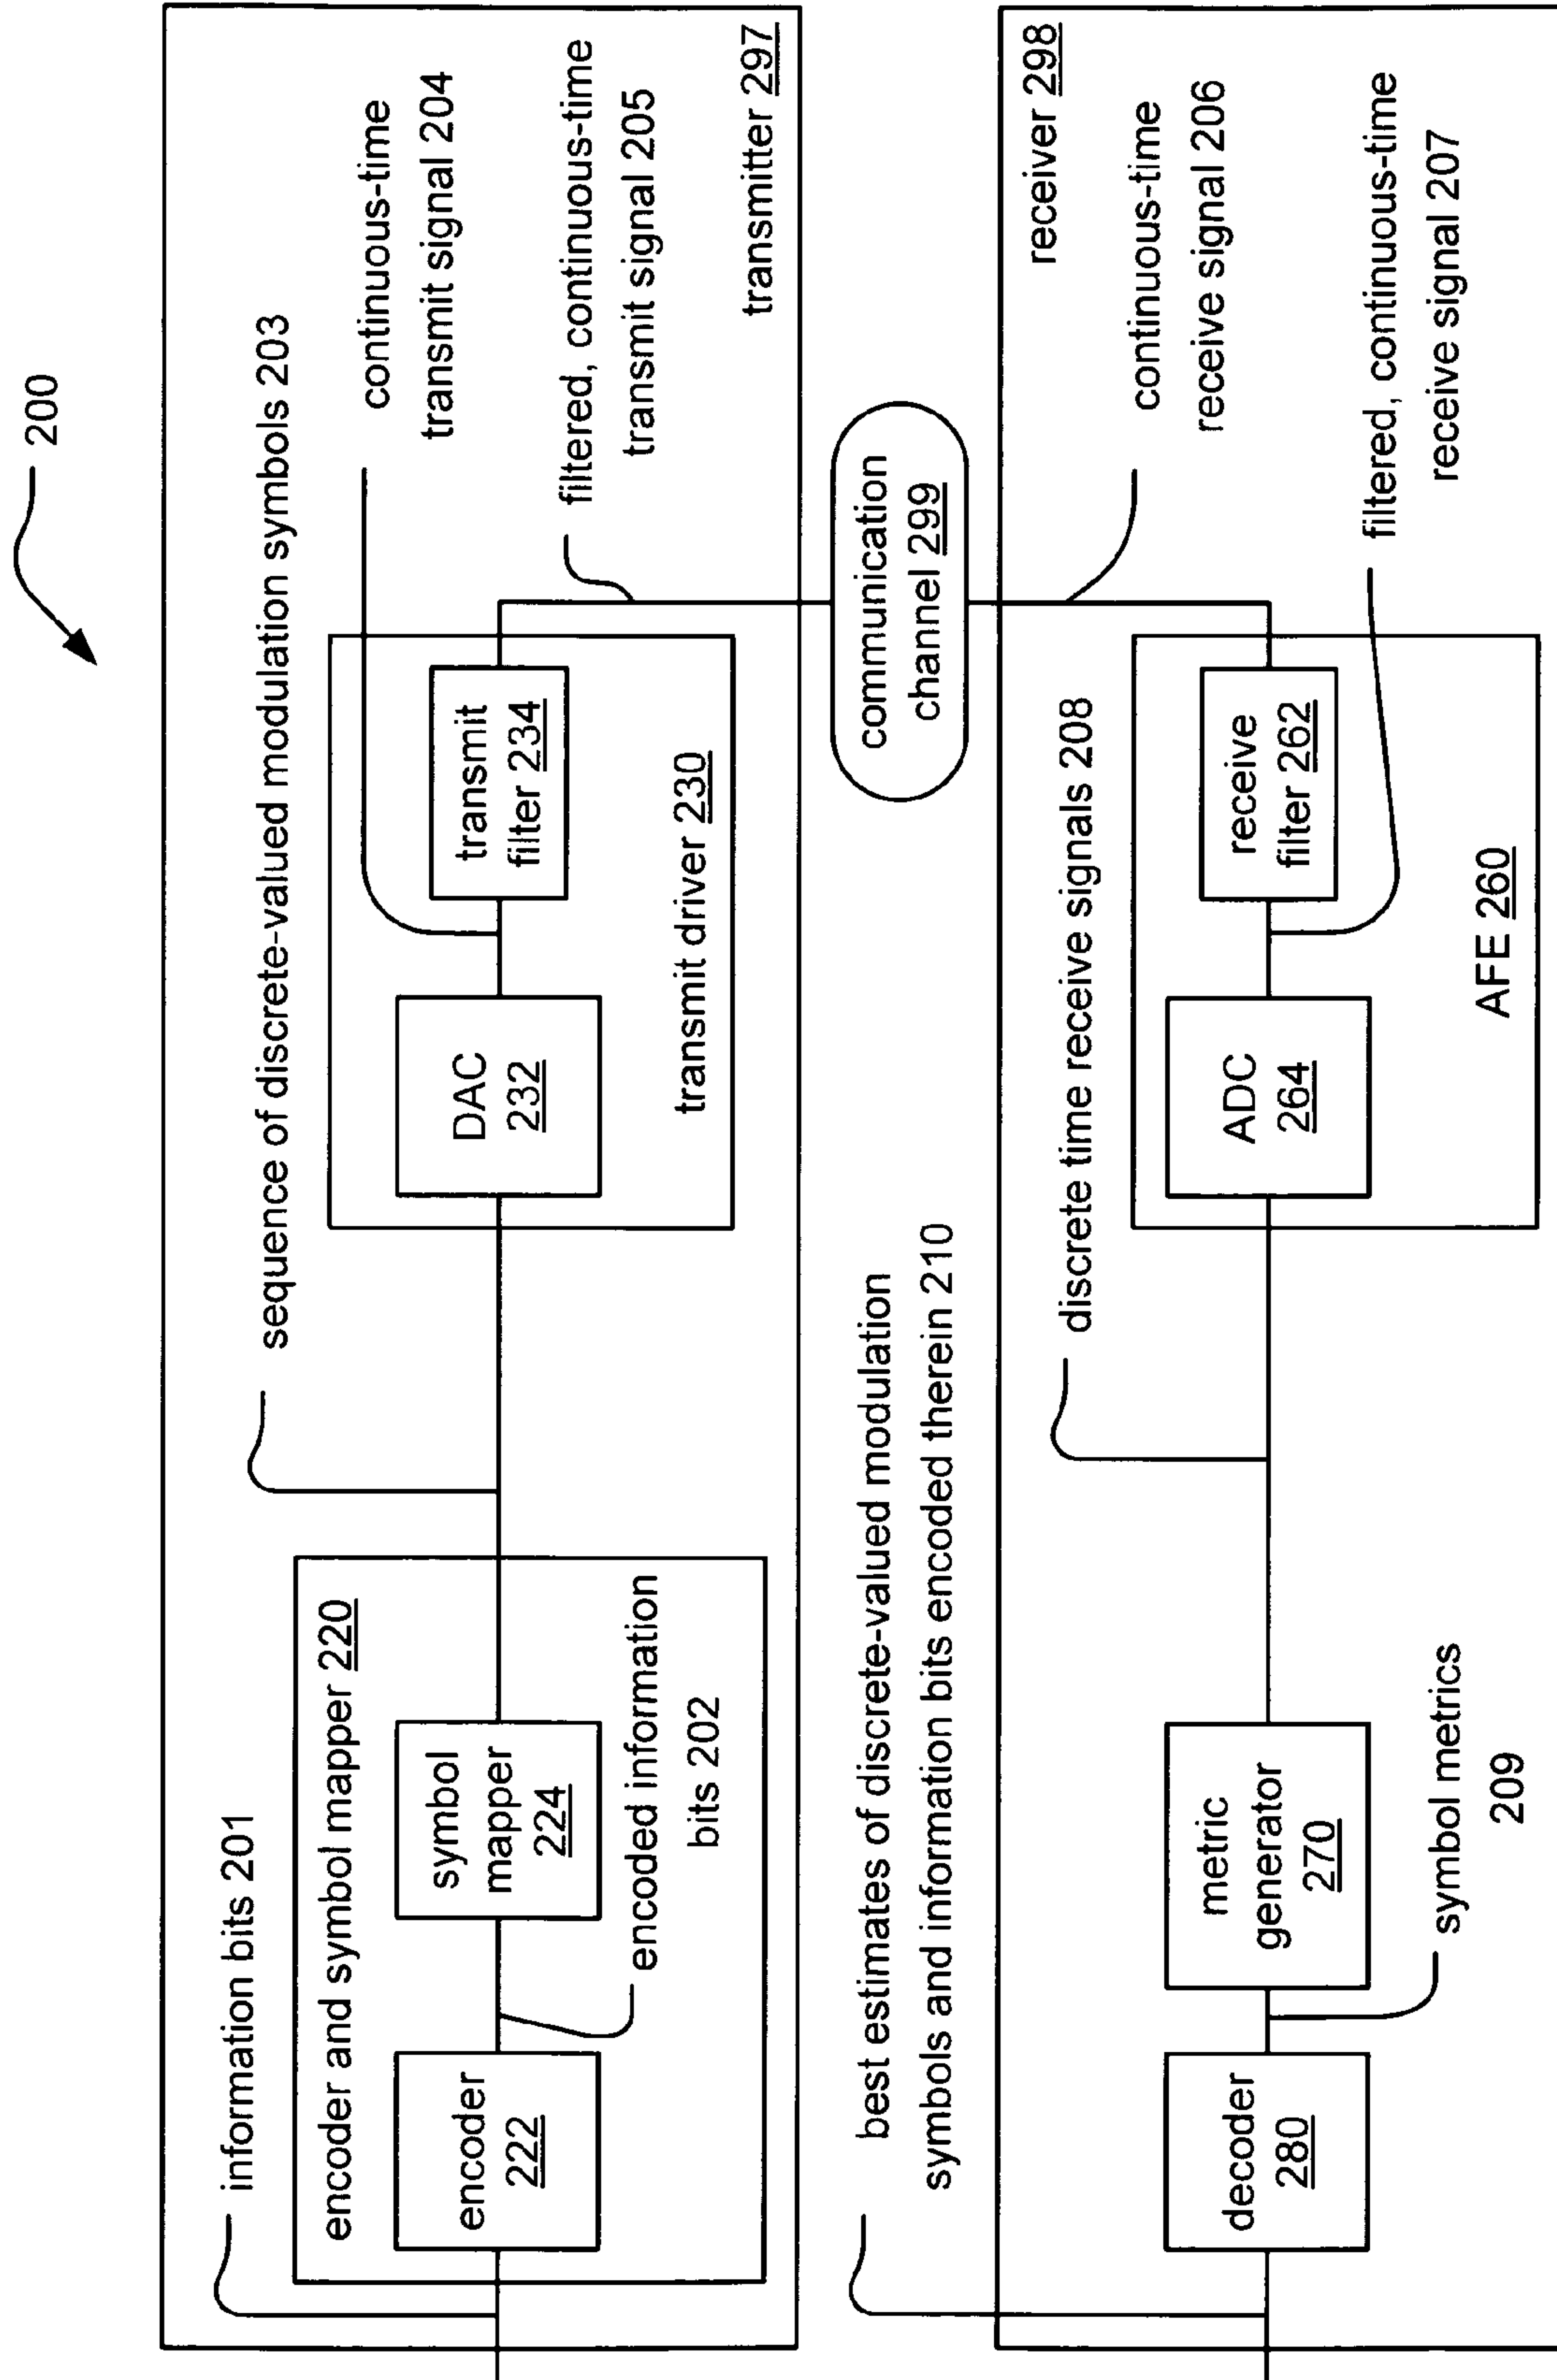 200
information bits 201
sequence of discrete-valued modulation symbols 203
encoder and symbol mapper 220
encoder
222
symbol
mapper
224
encoded information
bits 202
DAC
232
transmit
filter 234
transmit driver 230
continuous-time
transmit signal 204
filtered, continuous-time
transmit signal 205
transmitter 297
communication
channel 299
best estimates of discrete-valued modulation
symbols and information bits encoded therein 210
receiver 298
discrete time receive signals 208
continuous-time
receive signal 206
decoder
280
metric
generator
270
symbol metrics
209
ADC
264
receive
filter 262
AFE 260
filtered, continuous-time
receive signal 207